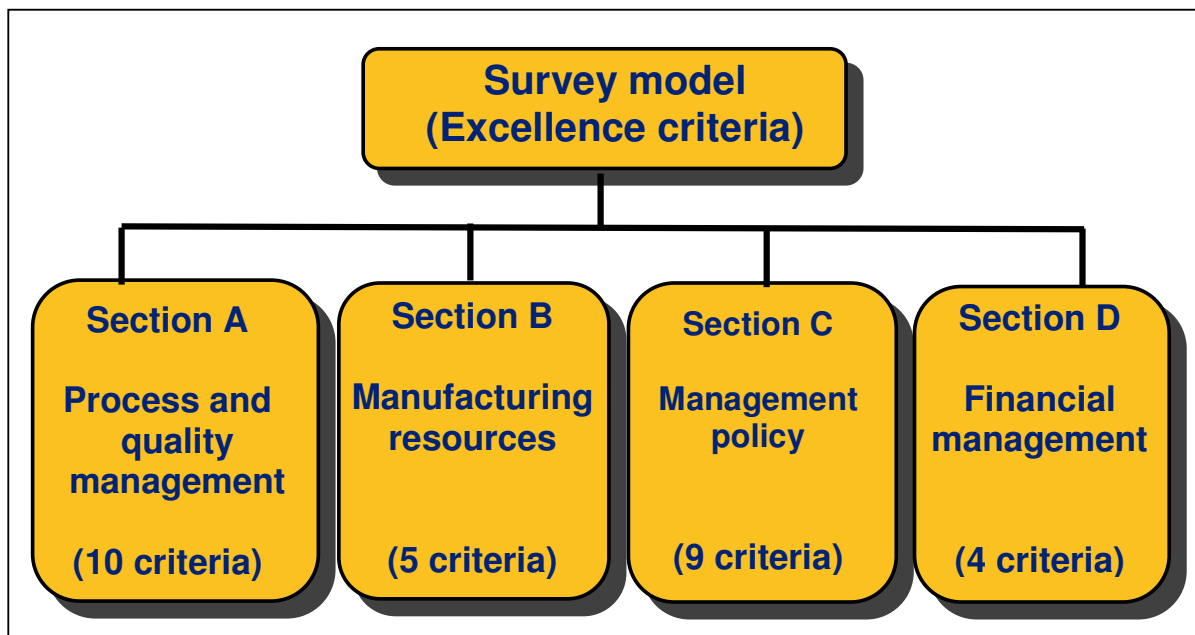 Survey model
(Excellence criteria)
Section A
Process and
quality
management
(10 criteria)
Section B
Manufacturing
resources
(5 criteria)
Section C
Management
policy
(9 criteria)
Section D
Financial
management
(4 criteria)